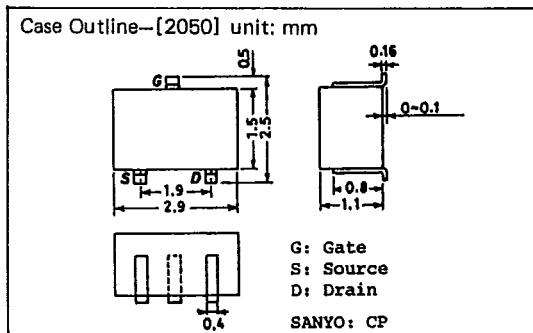 Case Outline—[2050] unit: mm
0.16
0.5
G
0~0.1
1.5
2.5
S
D
1.9
2.9
0.8
1.1
G: Gate
S: Source
D: Drain
0.4
SANYO: CP